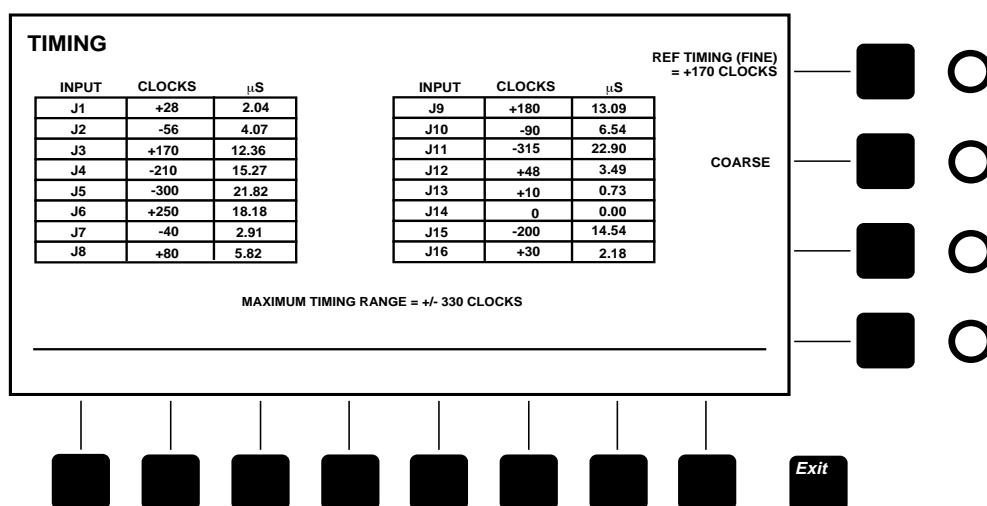 TIMING
REF TIMING (FINE)
= +170 CLOCKS
INPUT CLOCKS µS
J1 +28 2.04
J2 -56 4.07
J3 +170 12.36
J4 -210 15.27
J5 -300 21.82
J6 +250 18.18
J7 -40 2.91
J8 +80 5.82
INPUT CLOCKS µS
J9 +180 13.09
J10 -90 6.54
J11 -315 22.90
J12 +48 3.49
J13 +10 0.73
J14 0 0.00
J15 -200 14.54
J16 +30 2.18
COARSE
MAXIMUM TIMING RANGE = +/- 330 CLOCKS
Exit